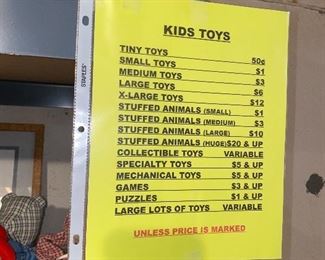 KIDS TOYS
TINY TOYS 50¢
SMALL TOYS $1
MEDIUM TOYS $3
LARGE TOYS $6
X-LARGE TOYS $12
STUFFED ANIMALS (SMALL) $1
STUFFED ANIMALS (MEDIUM) $3
STUFFED ANIMALS (LARGE) $10
STUFFED ANIMALS (HUGE) $20 & UP
COLLECTIBLE TOYS VARIABLE
SPECIALTY TOYS $5 & UP
MECHANICAL TOYS $5 & UP
GAMES $3 & UP
PUZZLES $1 & UP
LARGE LOTS OF TOYS VARIABLE
UNLESS PRICE IS MARKED
STAPLES